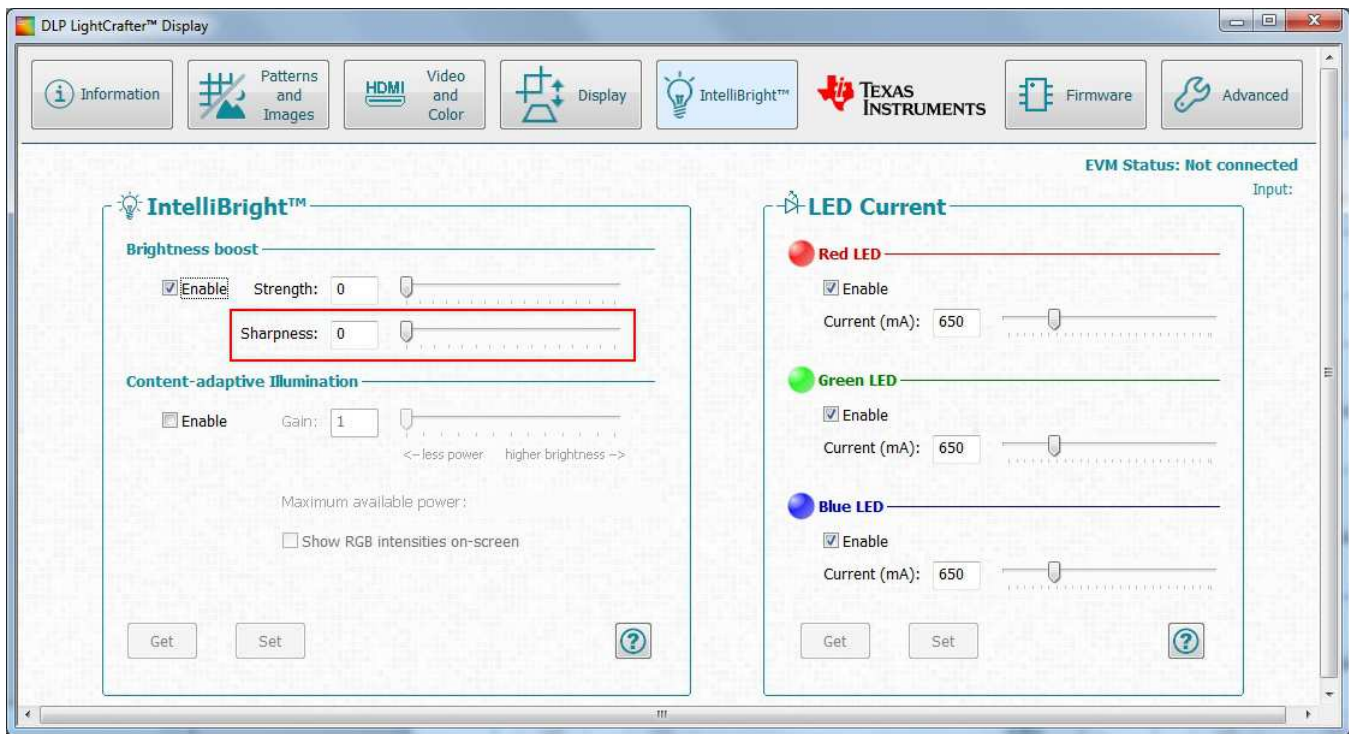 DLP LightCrafter™ Display
Information
Patterns
and
Images
HDMI
Video
and
Color
Display
IntelliBright™
TEXAS
INSTRUMENTS
Firmware
Advanced
EVM Status: Not connected
Input:
IntelliBright™
Brightness boost
Enable Strength: 0
Sharpness: 0
Content-adaptive Illumination
Enable Gain: 1
<-less power higher brightness ->
Maximum available power:
Show RGB intensities on-screen
Get Set
LED Current
Red LED
Enable
Current (mA): 650
Green LED
Enable
Current (mA): 650
Blue LED
Enable
Current (mA): 650
Get Set